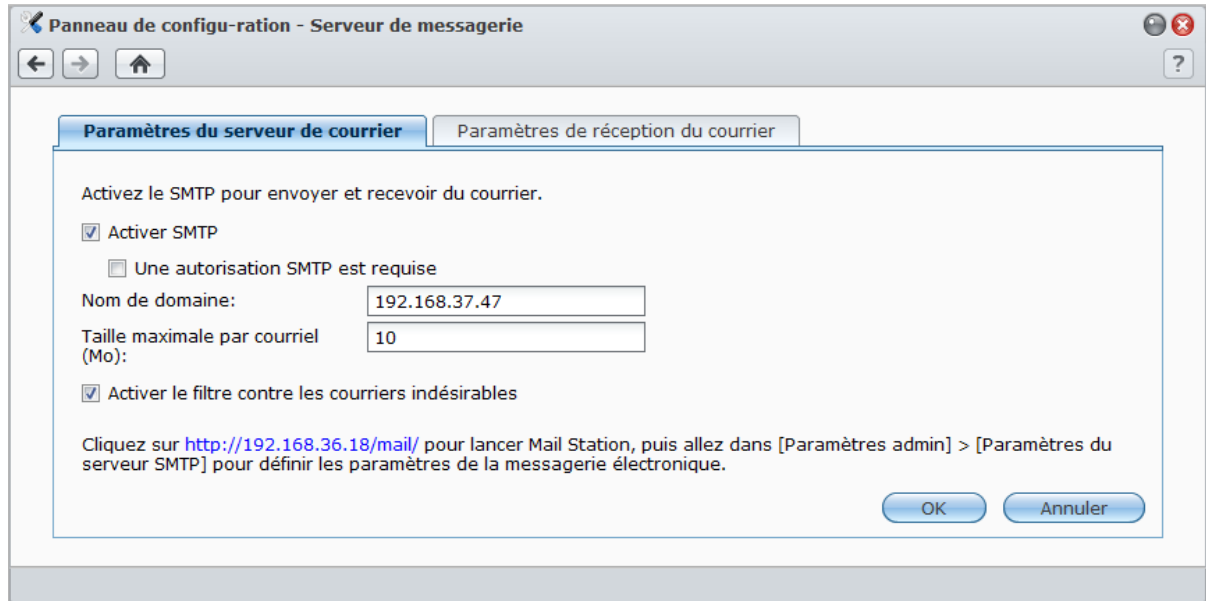 Panneau de configu-ration - Serveur de messagerie
?
Paramètres du serveur de courrier
Paramètres de réception du courrier
Activez le SMTP pour envoyer et recevoir du courrier.
Activer SMTP
Une autorisation SMTP est requise
Nom de domaine:
192.168.37.47
Taille maximale par courriel
(Mo):
10
Activer le filtre contre les courriers indésirables
Cliquez sur http://192.168.36.18/mail/ pour lancer Mail Station, puis allez dans [Paramètres admin] > [Paramètres du
serveur SMTP] pour définir les paramètres de la messagerie électronique.
OK
Annuler